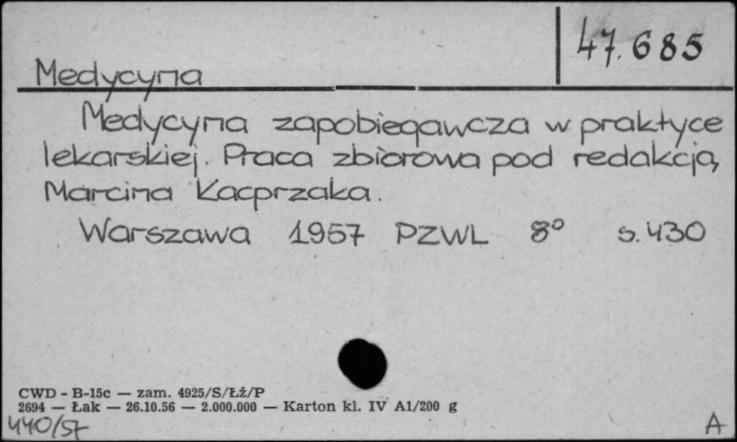 47.685
Medycyna
Medycyna zapobiegawcza w praktyce
lekarskiej. Praca zbiorowa pod redakcją
Marcina Kacprzaka.
Warszawa 1957 PZWL 8° s.430
CWD - B-15c — zam. 4925/S/Łź/P
2694 — Łak — 26.10.56 — 2.000.000 — Karton kl. IV A1/200 g
440/57
A